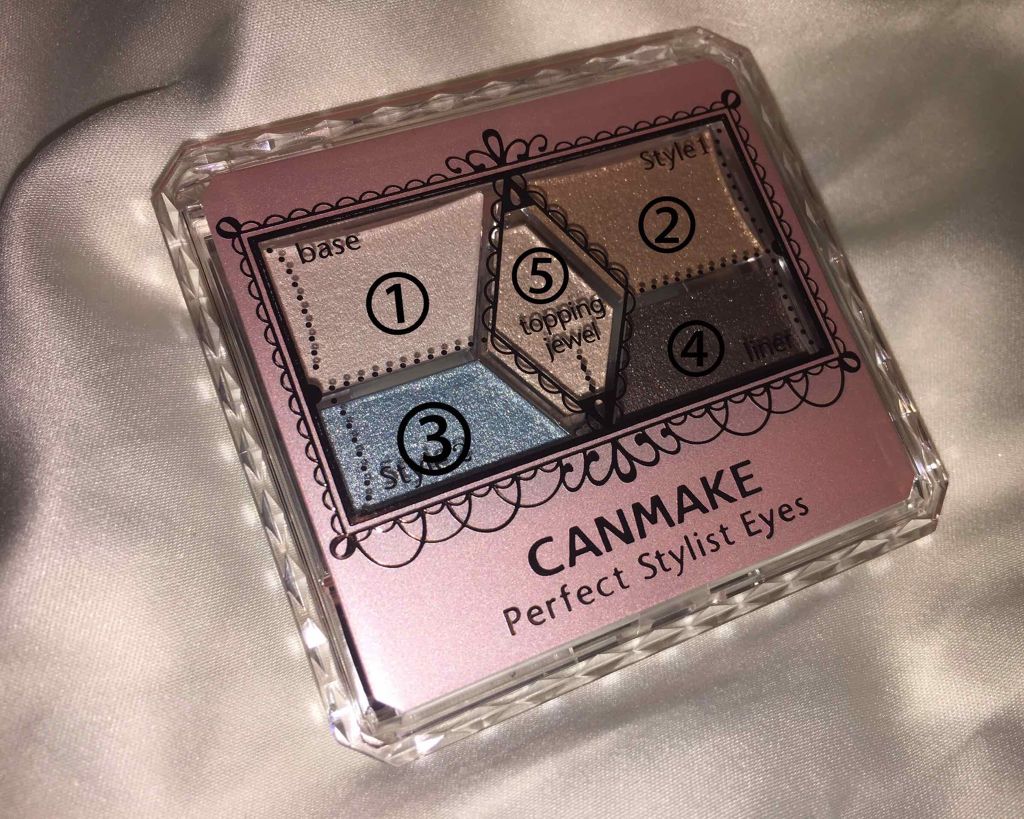 base
①
Style1
②
⑤
topping
jewel
③
④
liner
CANMAKE
Perfect Stylist Eyes